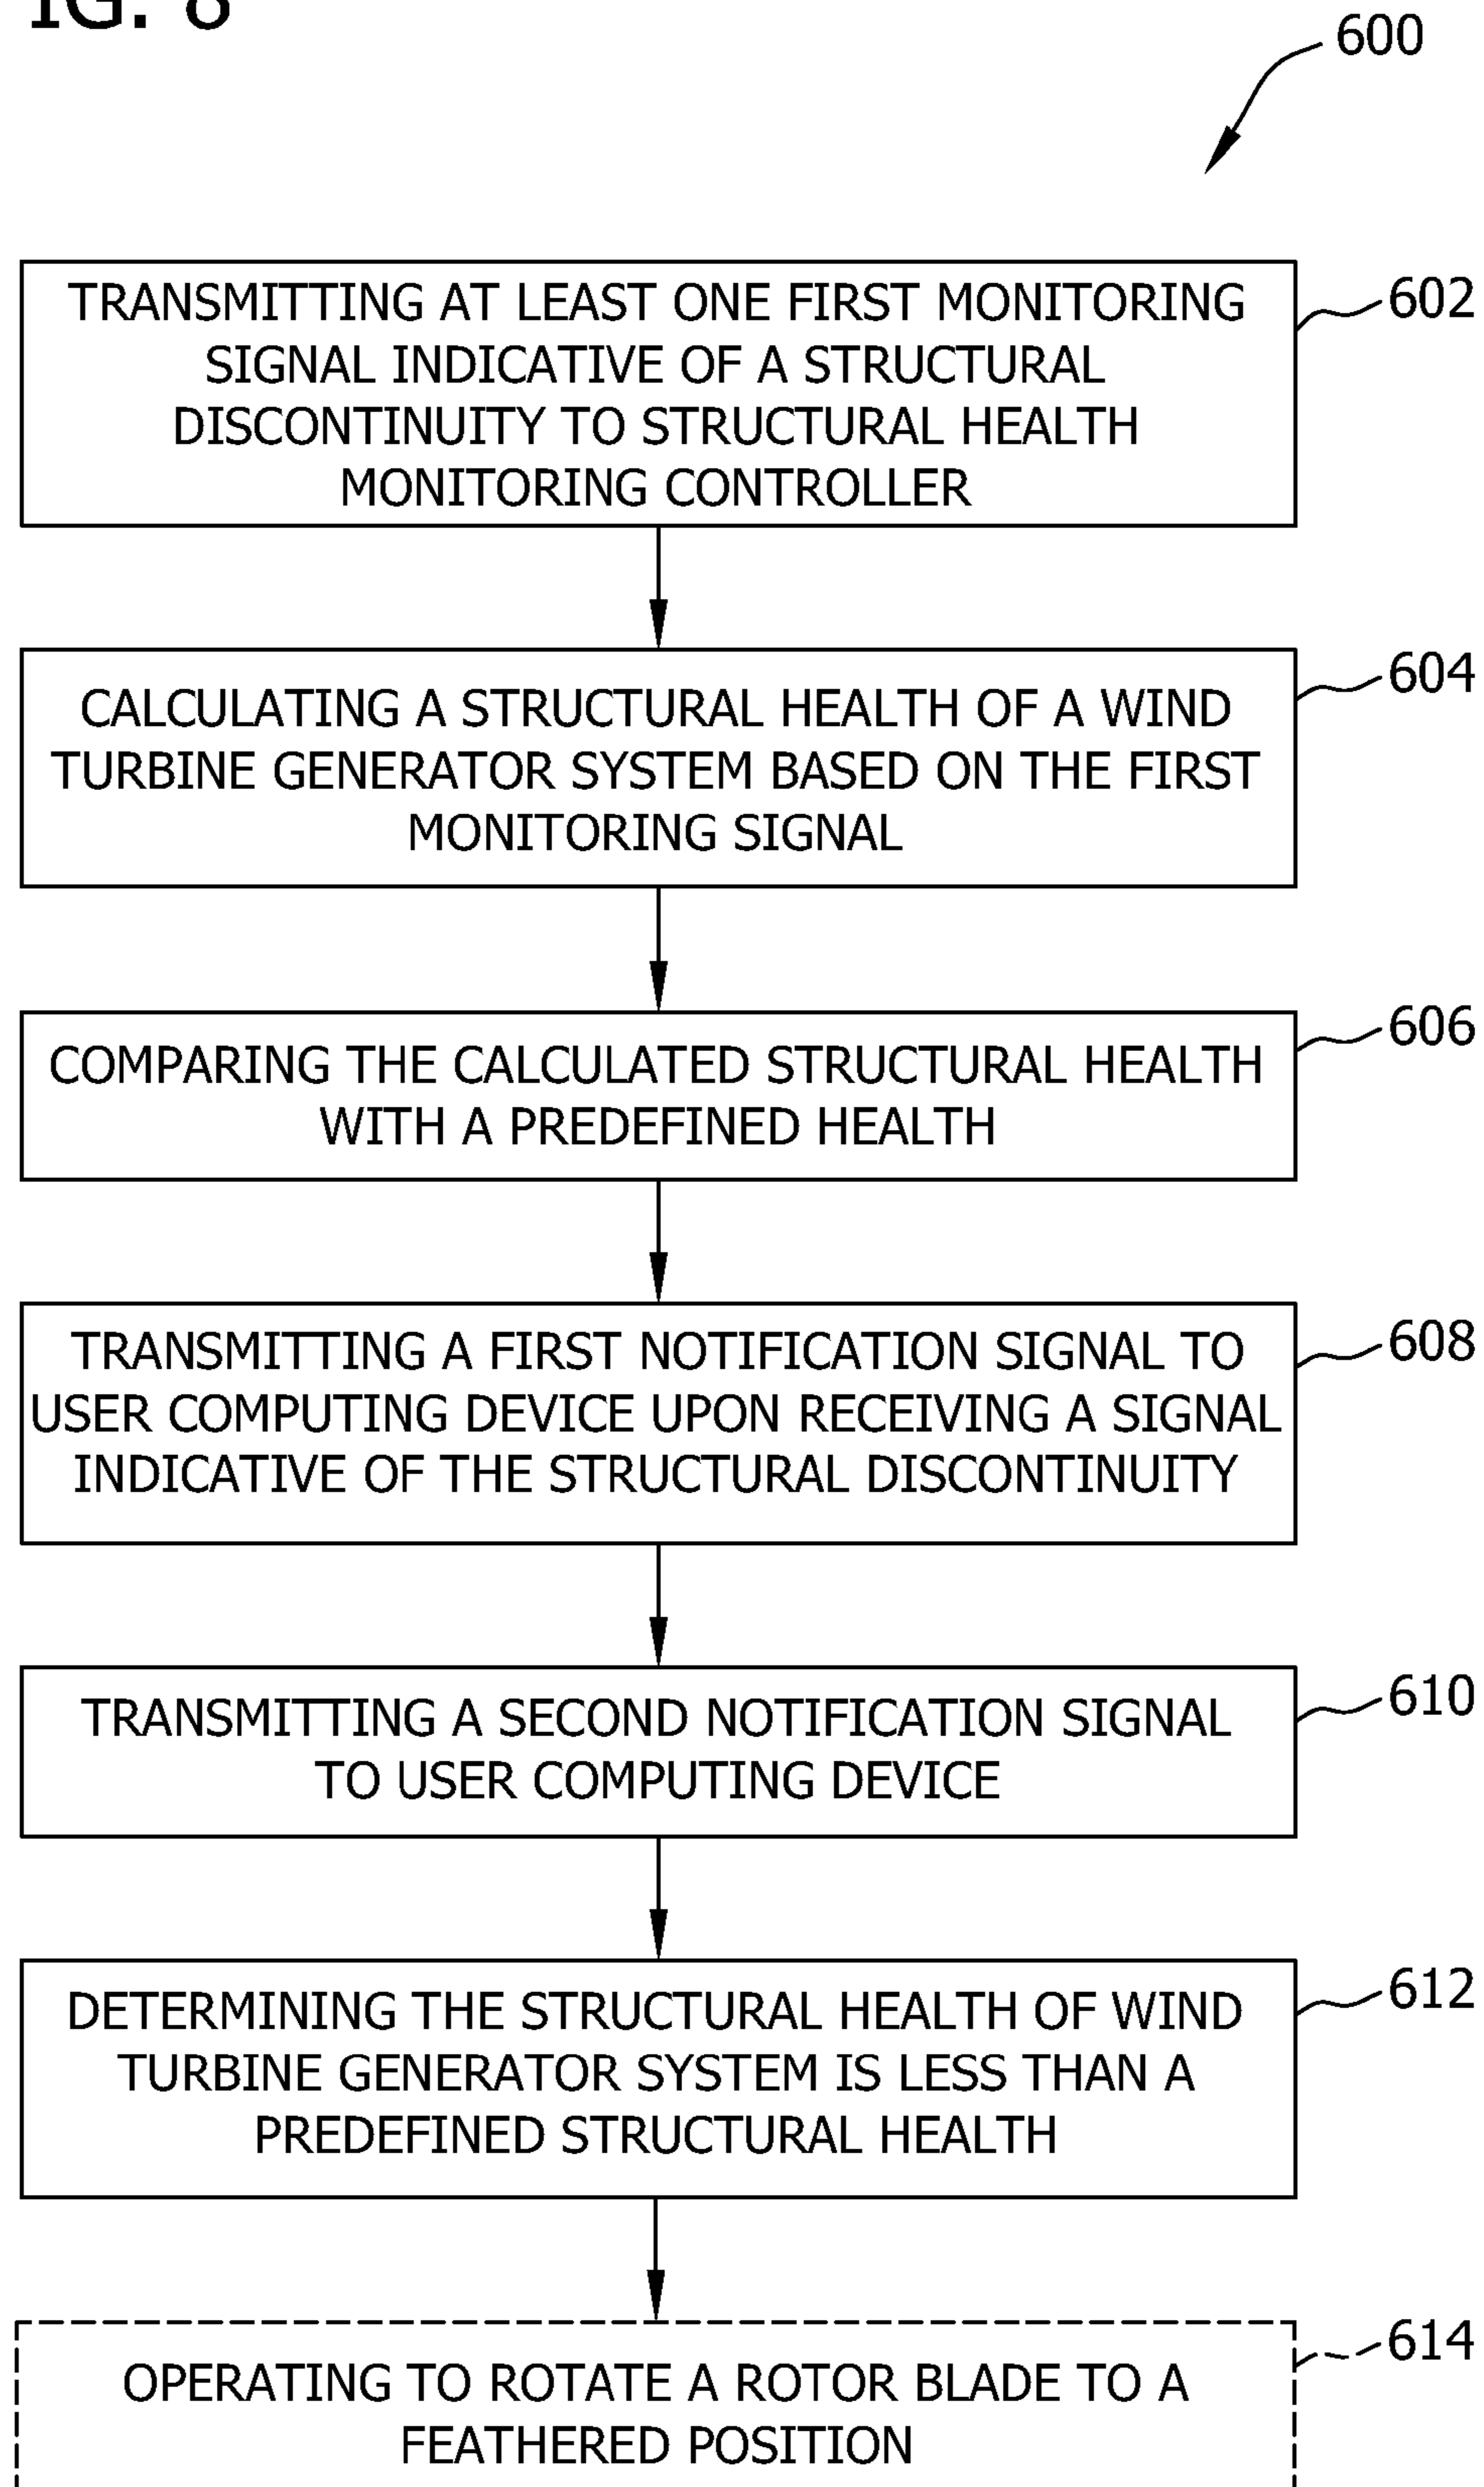 IG. 8
600
TRANSMITTING AT LEAST ONE FIRST MONITORING
SIGNAL INDICATIVE OF A STRUCTURAL
DISCONTINUITY TO STRUCTURAL HEALTH
MONITORING CONTROLLER
602
CALCULATING A STRUCTURAL HEALTH OF A WIND
TURBINE GENERATOR SYSTEM BASED ON THE FIRST
MONITORING SIGNAL
604
COMPARING THE CALCULATED STRUCTURAL HEALTH
WITH A PREDEFINED HEALTH
606
TRANSMITTING A FIRST NOTIFICATION SIGNAL TO
USER COMPUTING DEVICE UPON RECEIVING A SIGNAL
INDICATIVE OF THE STRUCTURAL DISCONTINUITY
608
TRANSMITTING A SECOND NOTIFICATION SIGNAL
TO USER COMPUTING DEVICE
610
DETERMINING THE STRUCTURAL HEALTH OF WIND
TURBINE GENERATOR SYSTEM IS LESS THAN A
PREDEFINED STRUCTURAL HEALTH
612
OPERATING TO ROTATE A ROTOR BLADE TO A
FEATHERED POSITION
614